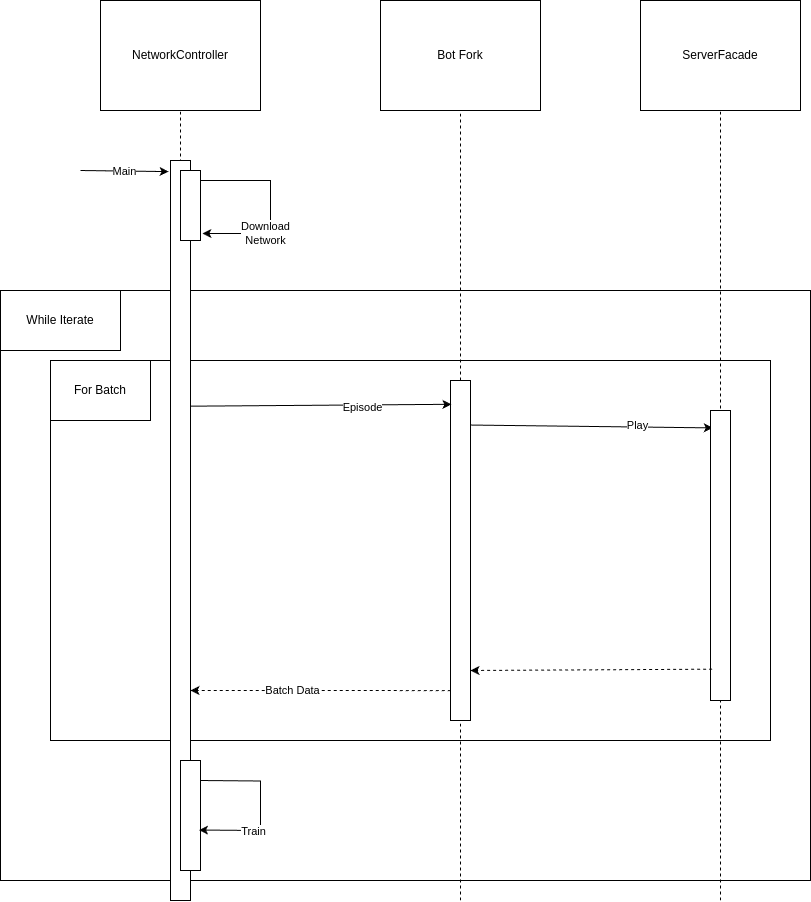 NetworkController
Bot Fork
ServerFacade
Main
Download
Network
While Iterate
For Batch
Episode
Play
Batch Data
Train